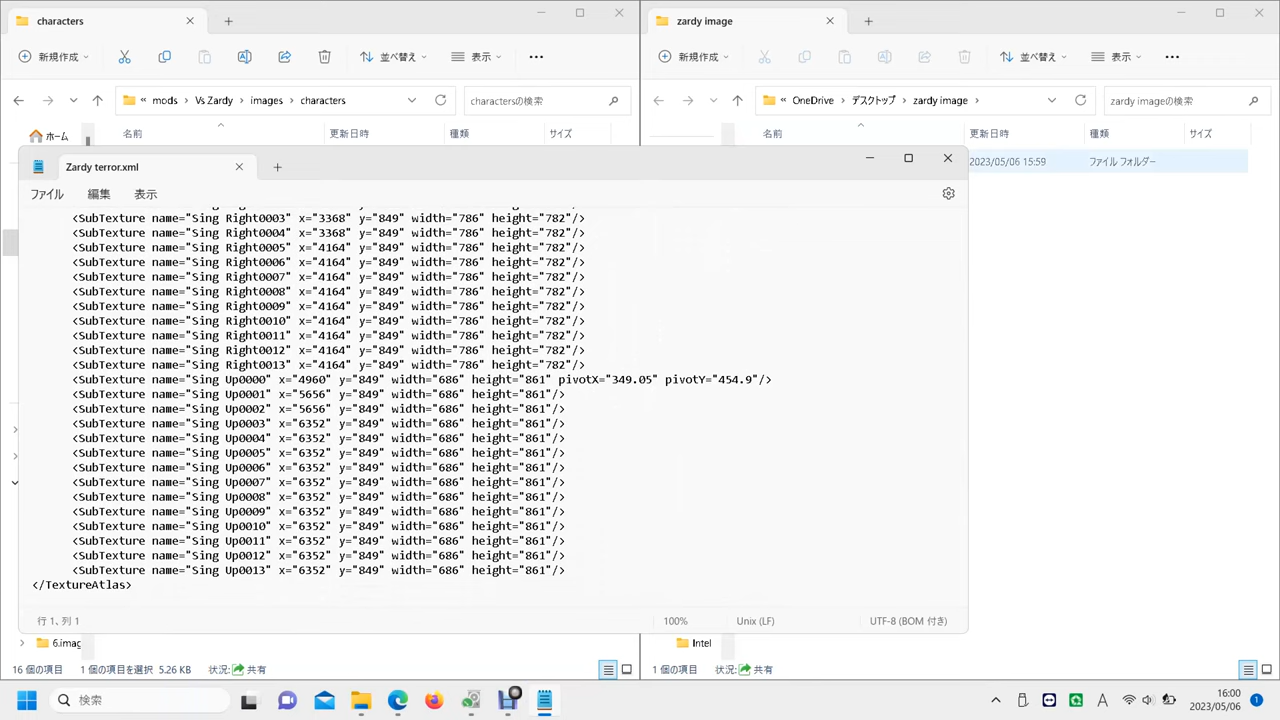 characters
zardy image
新規作成
並べ替え
表示
新規作成
並べ替え
表示
« mods > Vs Zardy > images > characters
charactersの検索
« OneDrive > デスクトップ > zardy image >
zardy imageの検索
ホーム
名前
更新日時
種類
サイズ
名前
更新日時
種類
サイズ
2023/05/06 15:59
ファイル フォルダー
Zardy terror.xml
ファイル
編集
表示
<SubTexture name="Sing Right0003" x="3368" y="849" width="786" height="782"/>
<SubTexture name="Sing Right0004" x="3368" y="849" width="786" height="782"/>
<SubTexture name="Sing Right0005" x="4164" y="849" width="786" height="782"/>
<SubTexture name="Sing Right0006" x="4164" y="849" width="786" height="782"/>
<SubTexture name="Sing Right0007" x="4164" y="849" width="786" height="782"/>
<SubTexture name="Sing Right0008" x="4164" y="849" width="786" height="782"/>
<SubTexture name="Sing Right0009" x="4164" y="849" width="786" height="782"/>
<SubTexture name="Sing Right0010" x="4164" y="849" width="786" height="782"/>
<SubTexture name="Sing Right0011" x="4164" y="849" width="786" height="782"/>
<SubTexture name="Sing Right0012" x="4164" y="849" width="786" height="782"/>
<SubTexture name="Sing Right0013" x="4164" y="849" width="786" height="782"/>
<SubTexture name="Sing Up0000" x="4960" y="849" width="686" height="861" pivotX="349.05" pivotY="454.9"/>
<SubTexture name="Sing Up0001" x="5656" y="849" width="686" height="861"/>
<SubTexture name="Sing Up0002" x="5656" y="849" width="686" height="861"/>
<SubTexture name="Sing Up0003" x="6352" y="849" width="686" height="861"/>
<SubTexture name="Sing Up0004" x="6352" y="849" width="686" height="861"/>
<SubTexture name="Sing Up0005" x="6352" y="849" width="686" height="861"/>
<SubTexture name="Sing Up0006" x="6352" y="849" width="686" height="861"/>
<SubTexture name="Sing Up0007" x="6352" y="849" width="686" height="861"/>
<SubTexture name="Sing Up0008" x="6352" y="849" width="686" height="861"/>
<SubTexture name="Sing Up0009" x="6352" y="849" width="686" height="861"/>
<SubTexture name="Sing Up0010" x="6352" y="849" width="686" height="861"/>
<SubTexture name="Sing Up0011" x="6352" y="849" width="686" height="861"/>
<SubTexture name="Sing Up0012" x="6352" y="849" width="686" height="861"/>
<SubTexture name="Sing Up0013" x="6352" y="849" width="686" height="861"/>
</TextureAtlas>
行 1、列 1
100%
Unix (LF)
UTF-8 (BOM 付き)
6.imag
Intel
16 個の項目
1 個の項目を選択 5.26 KB
状況: 共有
1 個の項目
状況: 共有
検索
A
16:00
2023/05/06
1